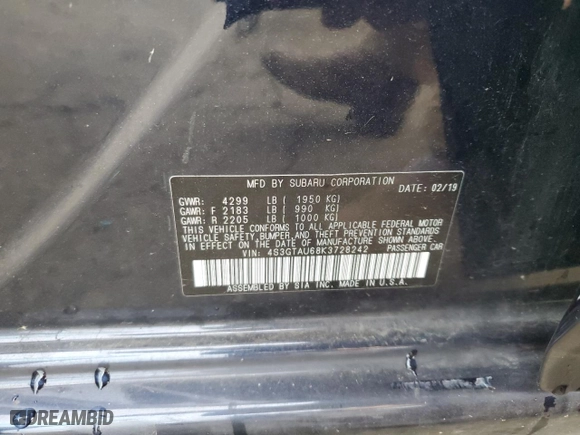 MFD BY SUBARU CORPORATION
DATE: 02/19
GVWR: 4299 LB ( 1950 KG)
GAWR: F 2183 LB ( 990 KG)
GAWR: R 2205 LB ( 1000 KG)
THIS VEHICLE CONFORMS TO ALL APPLICABLE FEDERAL MOTOR
VEHICLE SAFETY, BUMPER, AND THEFT PREVENTION STANDARDS
IN EFFECT ON THE DATE OF MANUFACTURE SHOWN ABOVE.
VIN: 4S3GTAU68K3728242 PASSENGER CAR
ASSEMBLED BY SIA INC. MADE IN U.S.A.
DREAMBID